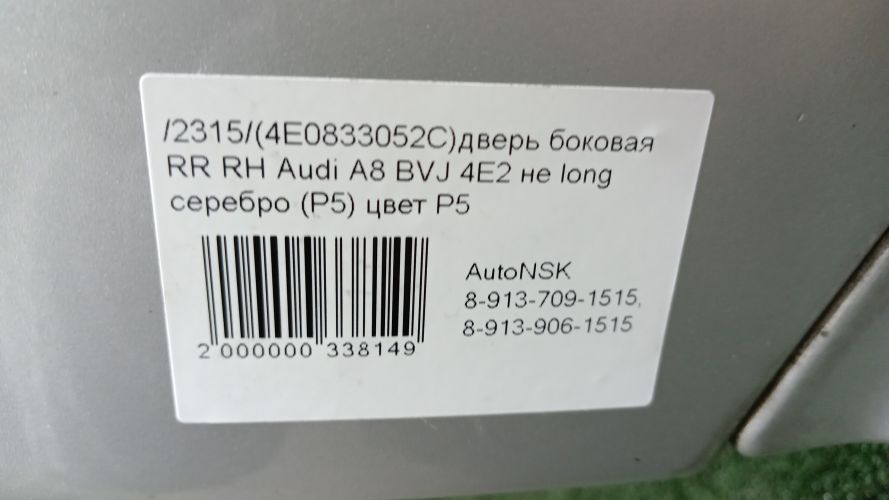 /2315/(4E0833052C)дверь боковая
RR RH Audi A8 BVJ 4E2 не long
серебро (P5) цвет P5
AutoNSK
8-913-709-1515,
8-913-906-1515
2 000000 338149